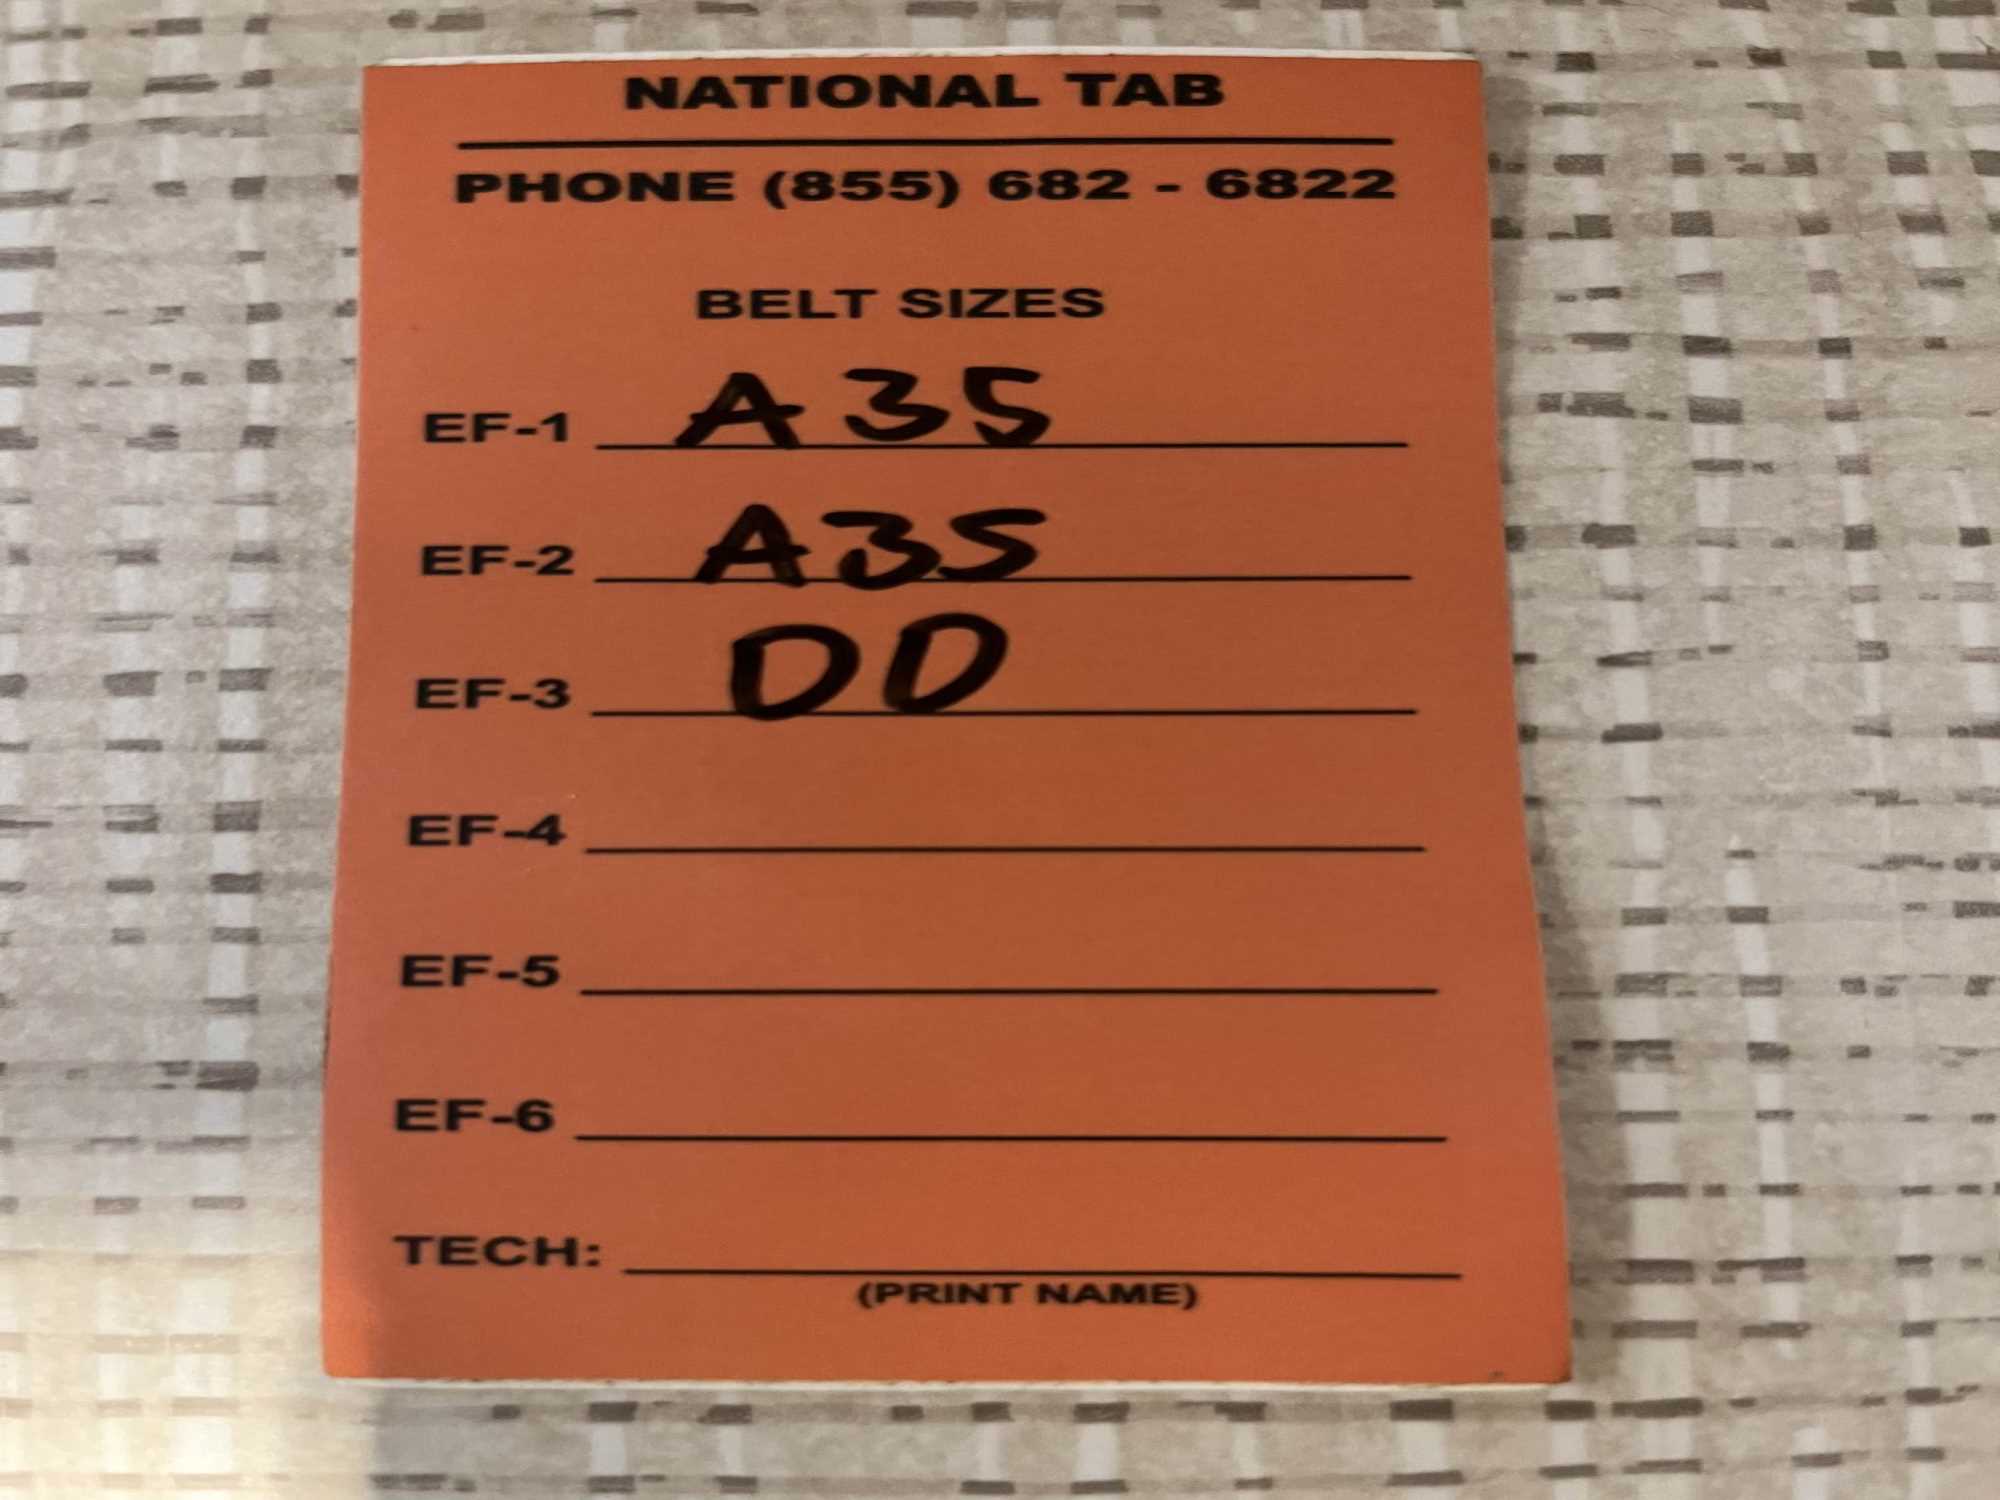 NATIONAL TAB
PHONE (855) 682 - 6822
BELT SIZES
EF-1 A35
EF-2 A35
EF-3 DD
EF-4
EF-5
EF-6
TECH:
(PRINT NAME)